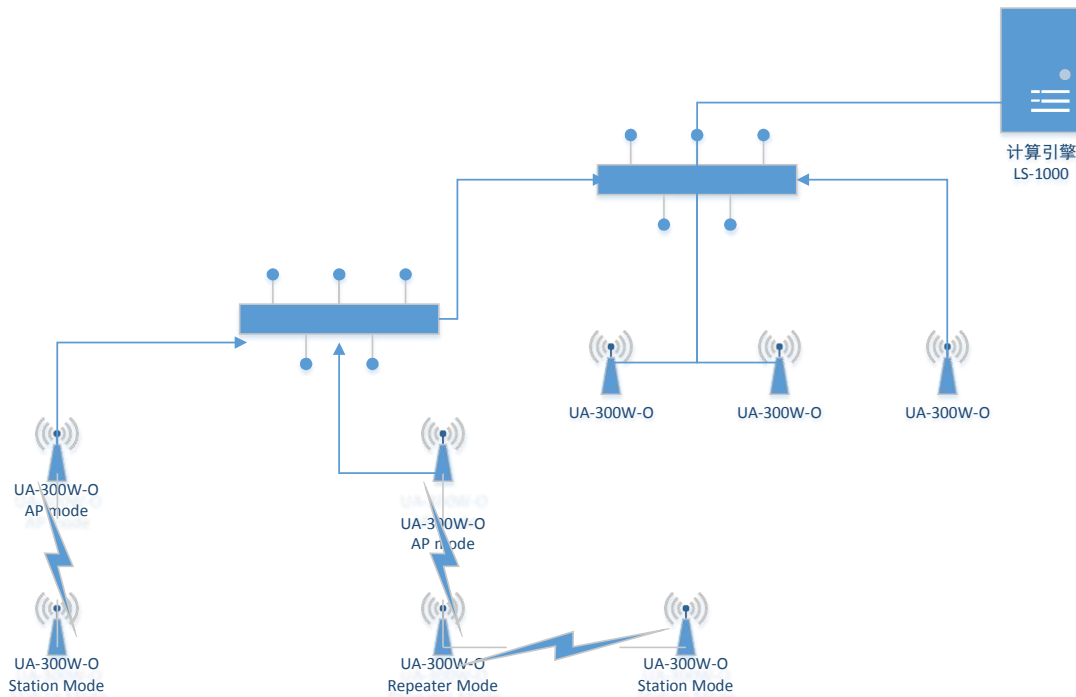 计算引擎
LS-1000
UA-300W-O
UA-300W-O
UA-300W-O
UA-300W-O
AP mode
UA-300W-O
AP mode
UA-300W-O
Station Mode
UA-300W-O
Repeater Mode
UA-300W-O
Station Mode